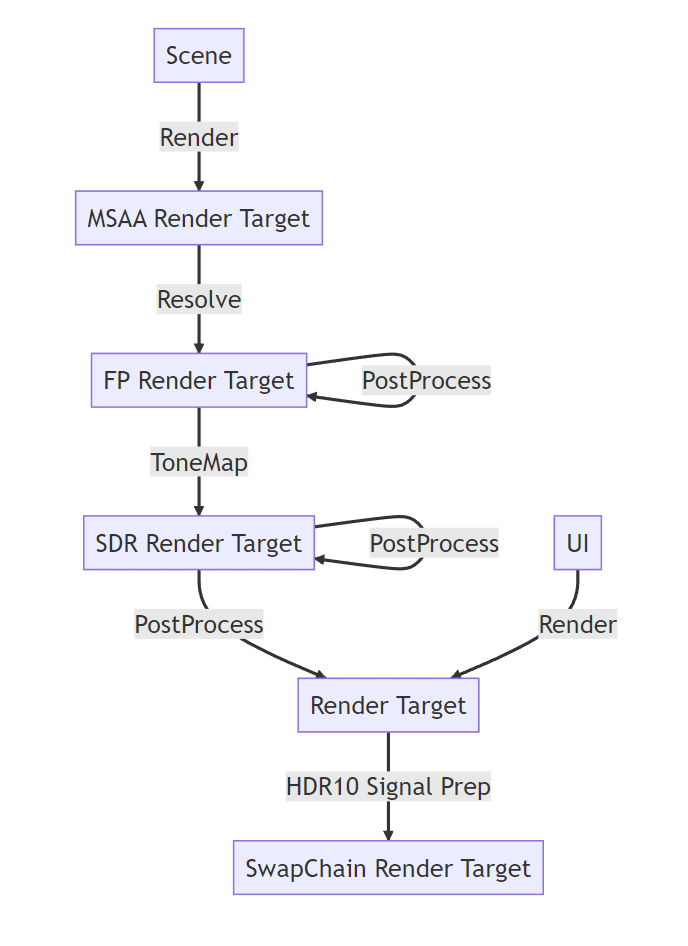 Scene
Render
MSAA Render Target
Resolve
FP Render Target
PostProcess
ToneMap
SDR Render Target
PostProcess
UI
PostProcess
Render
Render Target
HDR10 Signal Prep
SwapChain Render Target